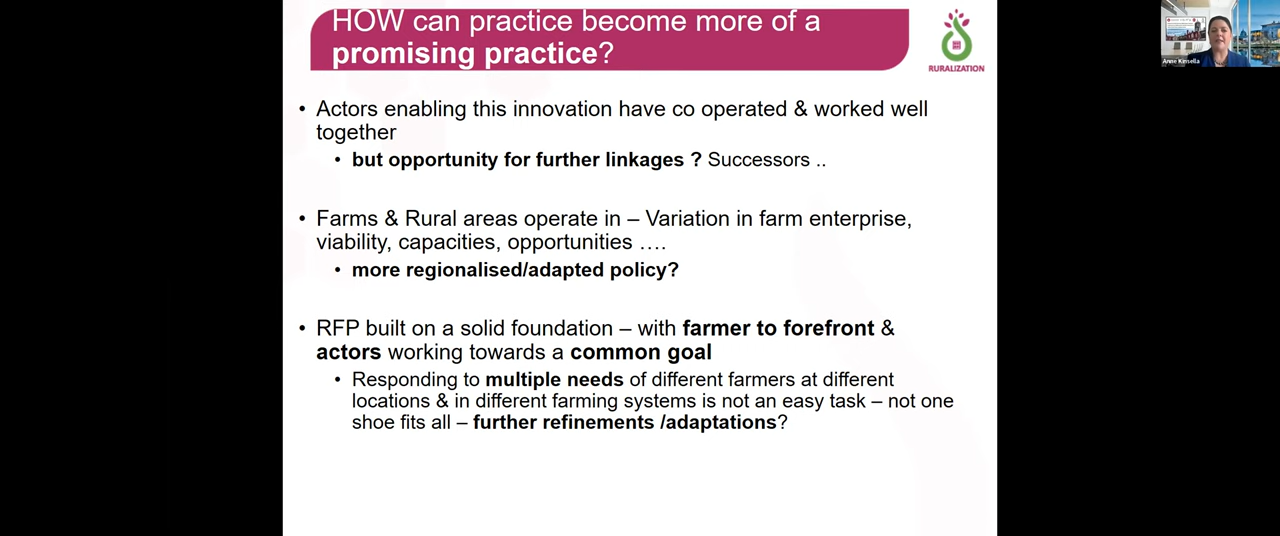 HOW can practice become more of a
promising practice?
RURALIZATION
Anne Kinsella
• Actors enabling this innovation have co operated & worked well
together
• but opportunity for further linkages ? Successors ..
• Farms & Rural areas operate in – Variation in farm enterprise,
viability, capacities, opportunities ….
• more regionalised/adapted policy?
• RFP built on a solid foundation – with farmer to forefront &
actors working towards a common goal
• Responding to multiple needs of different farmers at different
locations & in different farming systems is not an easy task – not one
shoe fits all – further refinements /adaptations?